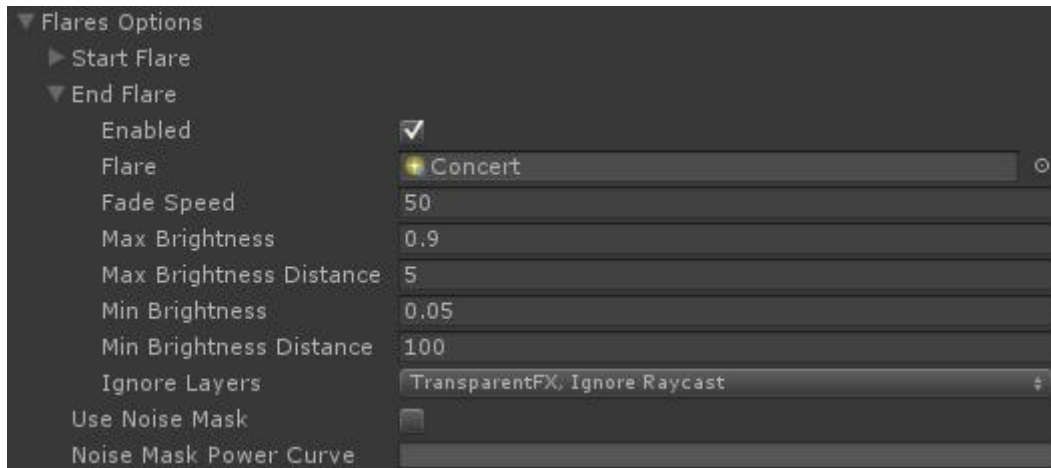 Flares Options
Start Flare
End Flare
Enabled
Flare Concert
Fade Speed 50
Max Brightness 0.9
Max Brightness Distance 5
Min Brightness 0.05
Min Brightness Distance 100
Ignore Layers TransparentFX, Ignore Raycast
Use Noise Mask
Noise Mask Power Curve